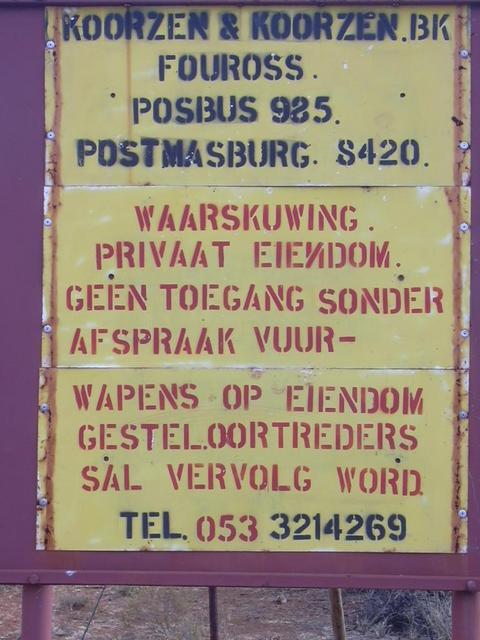 KOORZEN & KOORZEN.BK
FOUROSS.
POSBUS 985.
POSTMASBURG. 8420.
WAARSKUWING.
PRIVAAT EIENDOM.
GEEN TOEGANG SONDER
AFSPRAAK VUUR-
WAPENS OP EIENDOM
GESTEL.OORTREDERS
SAL VERVOLG WORD.
TEL. 053 3214269